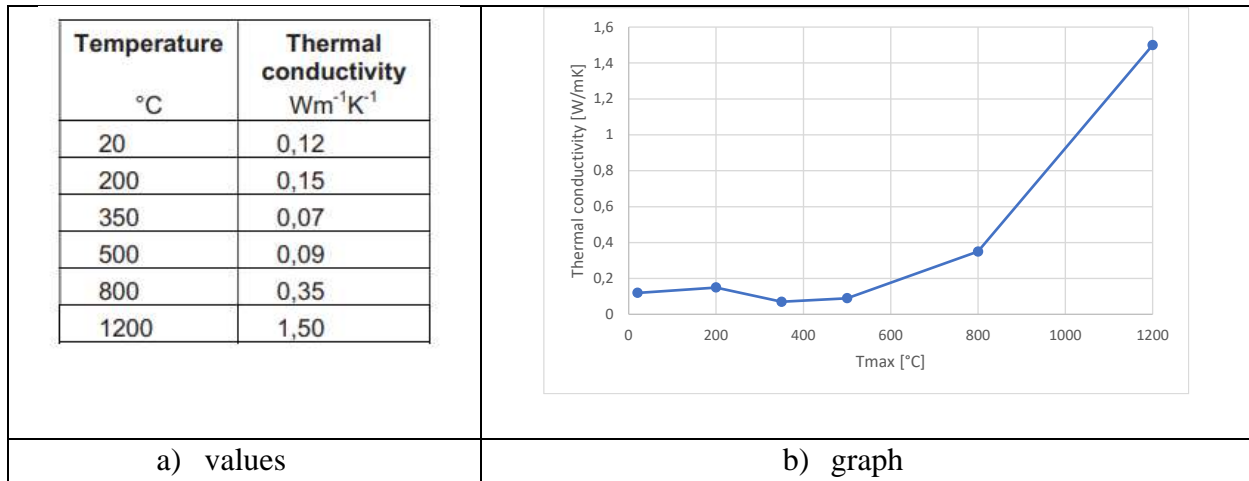 Temperature Thermal
conductivity
°C Wm⁻¹K⁻¹
20 0,12
200 0,15
350 0,07
500 0,09
800 0,35
1200 1,50
a) values
1,6
1,4
1,2
1
0,8
0,6
0,4
0,2
0
Thermal conductivity [W/mK]
0 200 400 600 800 1000 1200
Tmax [°C]
b) graph